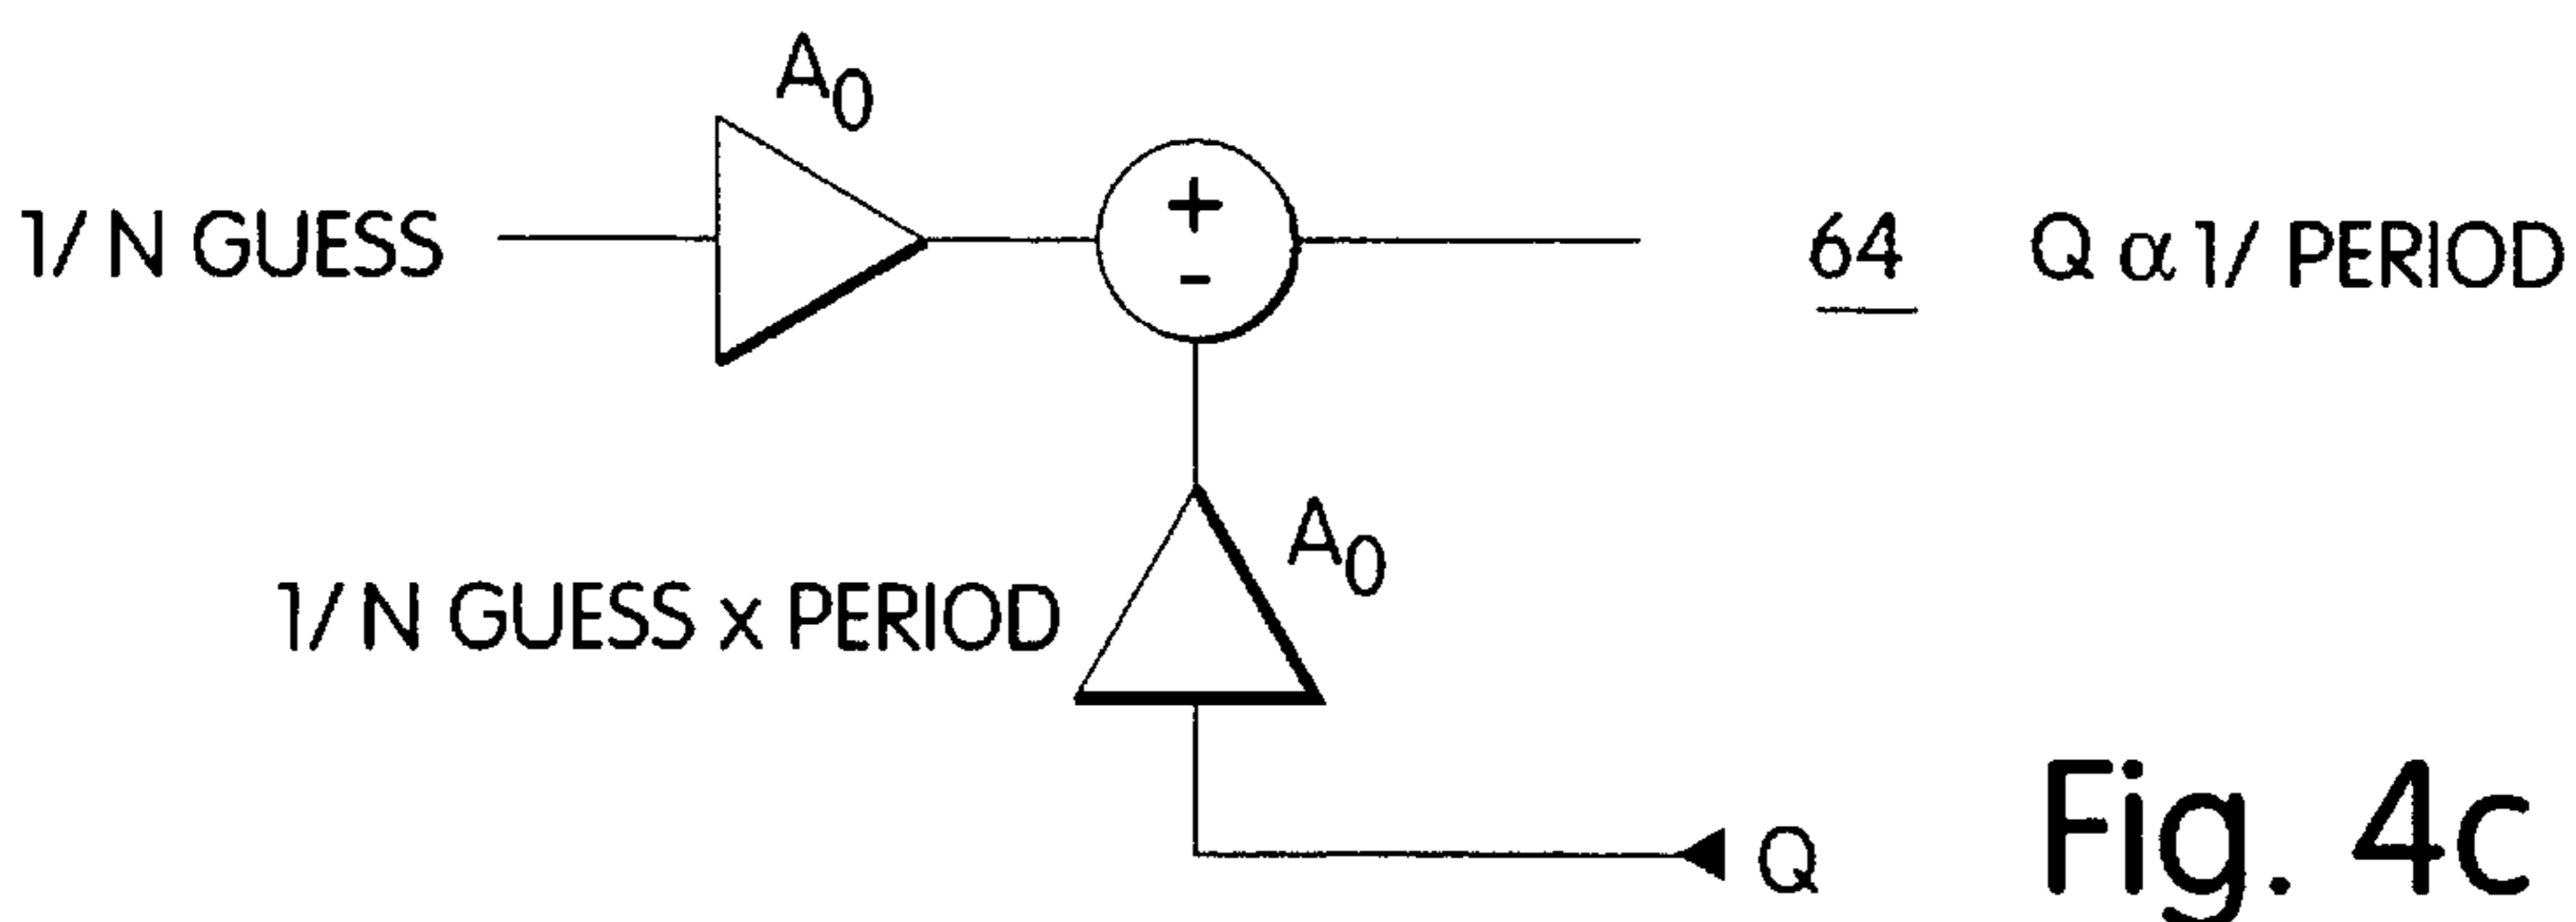 A0
1/ N GUESS
+
-
64 Q α 1/ PERIOD
A0
1/ N GUESS x PERIOD
Q
Fig. 4c